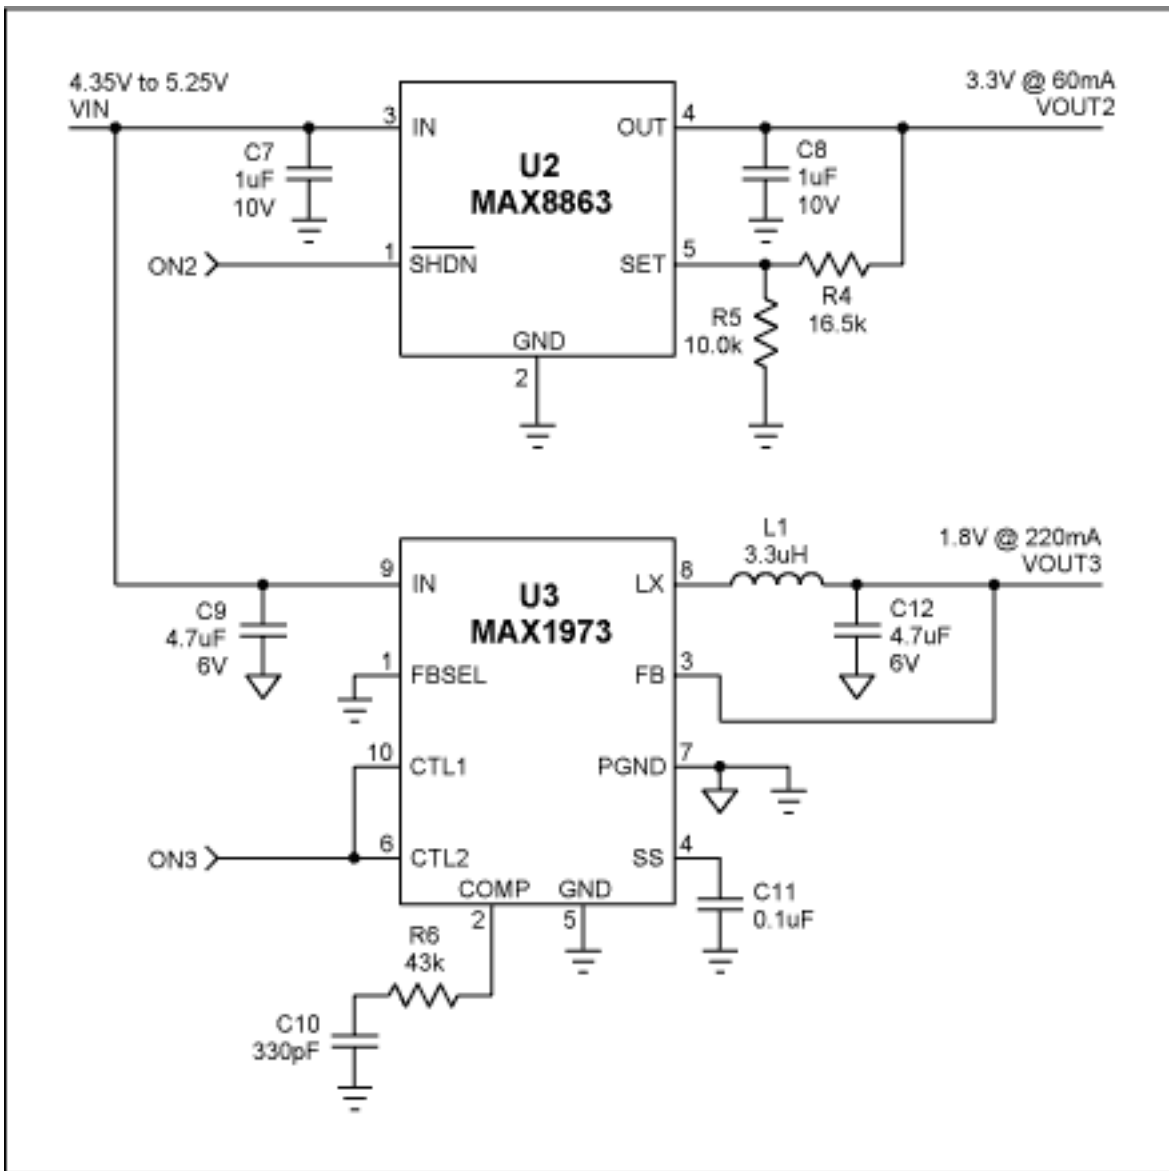 4.35V to 5.25V
VIN
3.3V @ 60mA
VOUT2
3
IN
OUT
4
C7
1uF
10V
U2
MAX8863
C8
1uF
10V
ON2
1
SHDN
SET
5
R4
16.5k
R5
10.0k
GND
2
L1
3.3uH
1.8V @ 220mA
VOUT3
9
IN
LX
8
U3
MAX1973
C9
4.7uF
6V
C12
4.7uF
6V
1
FBSEL
FB
3
10
CTL1
PGND
7
ON3
6
CTL2
SS
4
COMP
GND
2
5
C11
0.1uF
R6
43k
C10
330pF